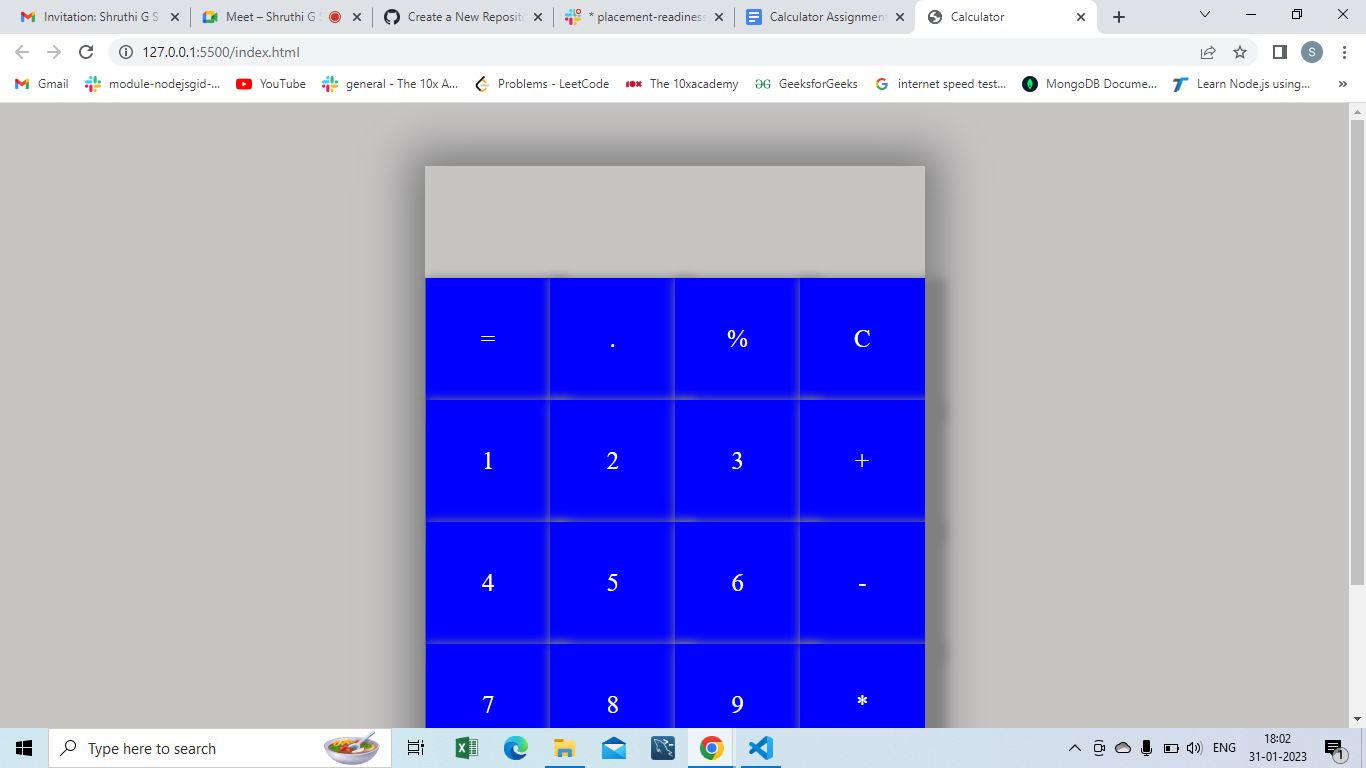 Invitation: Shruthi G S
Meet – Shruthi G S
Create a New Reposito
* placement-readiness
Calculator Assignment
Calculator
127.0.0.1:5500/index.html
S
Gmail
module-nodejsgid-...
YouTube
general - The 10x A...
Problems - LeetCode
The 10xacademy
GeeksforGeeks
internet speed test...
MongoDB Docume...
Learn Node.js using...
»
= . % C
1 2 3 +
4 5 6 -
7 8 9 *
Type here to search
ENG
18:02
31-01-2023
1